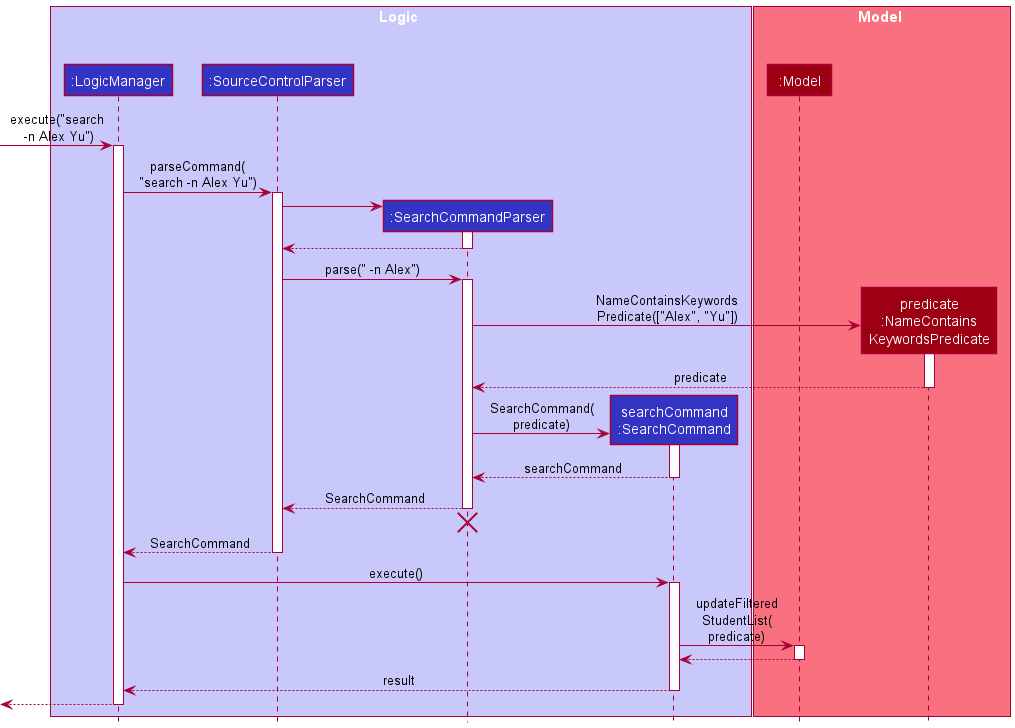 Logic
Model
:LogicManager
:SourceControlParser
:Model
execute("search
-n Alex Yu")
parseCommand(
"search -n Alex Yu")
:SearchCommandParser
parse(" -n Alex")
NameContainsKeywords
Predicate(["Alex", "Yu"])
predicate
:NameContains
KeywordsPredicate
predicate
SearchCommand(
predicate)
searchCommand
:SearchCommand
searchCommand
SearchCommand
SearchCommand
execute()
updateFiltered
StudentList(
predicate)
result